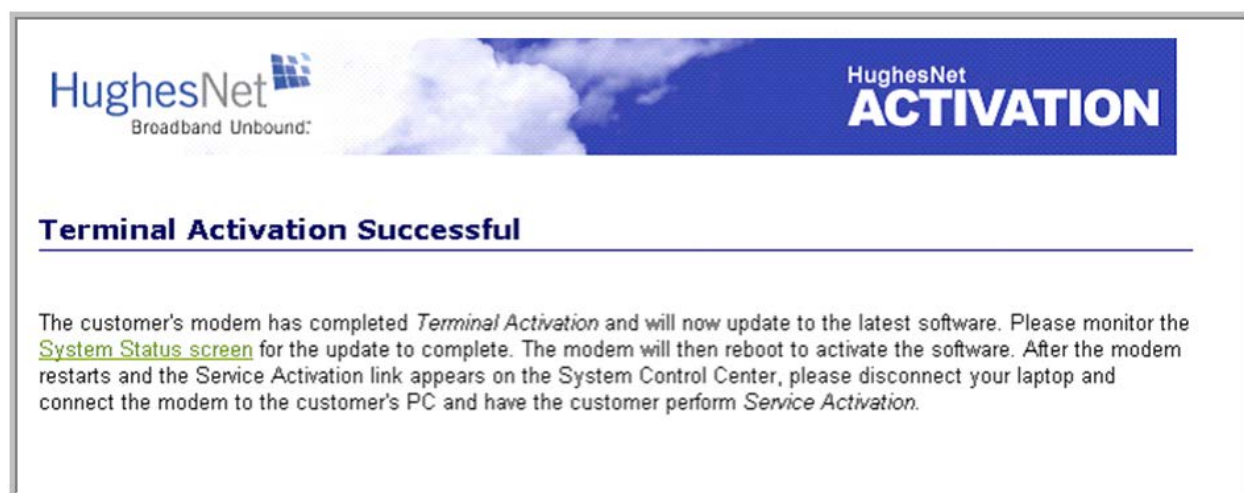 HughesNet
Broadband Unbound.™
HughesNet
ACTIVATION
Terminal Activation Successful
The customer's modem has completed Terminal Activation and will now update to the latest software. Please monitor the
System Status screen for the update to complete. The modem will then reboot to activate the software. After the modem
restarts and the Service Activation link appears on the System Control Center, please disconnect your laptop and
connect the modem to the customer's PC and have the customer perform Service Activation.